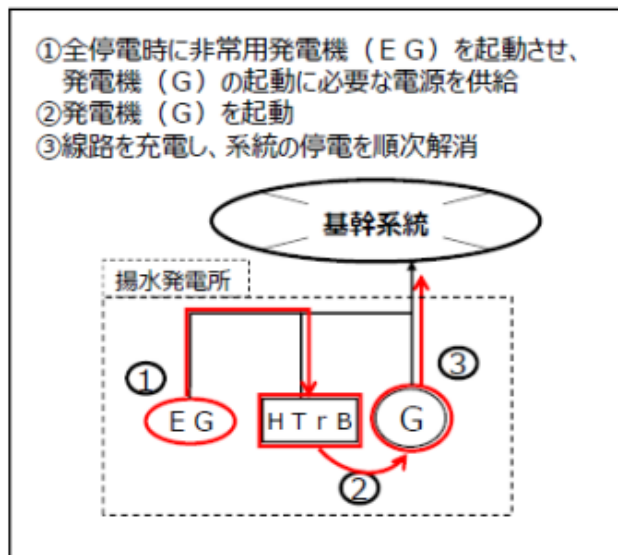 ①全停電時に非常用発電機（ＥＧ）を起動させ、
発電機（Ｇ）の起動に必要な電源を供給
②発電機（Ｇ）を起動
③線路を充電し、系統の停電を順次解消
基幹系統
揚水発電所
①
③
ＥＧ
ＨＴｒＢ
Ｇ
②